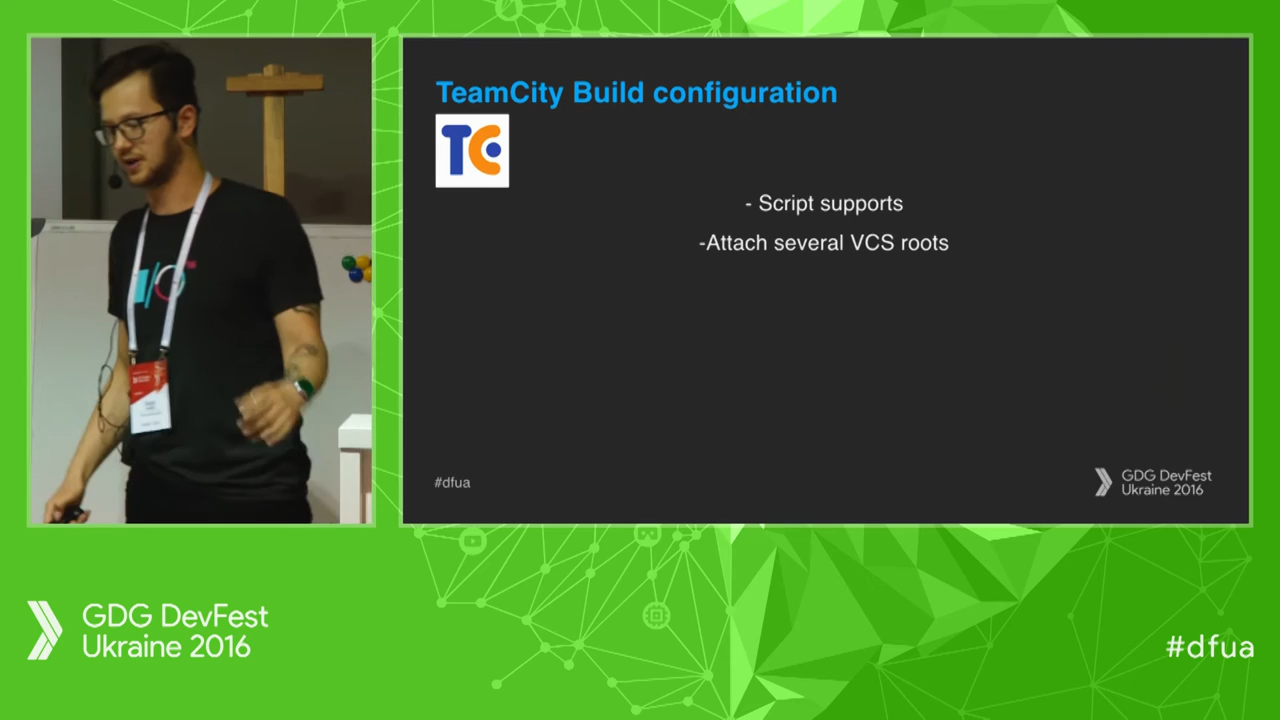 TeamCity Build configuration
TC
- Script supports
-Attach several VCS roots
#dfua
GDG DevFest
Ukraine 2016
I/O
GDG DevFest
Ukraine 2016
#dfua